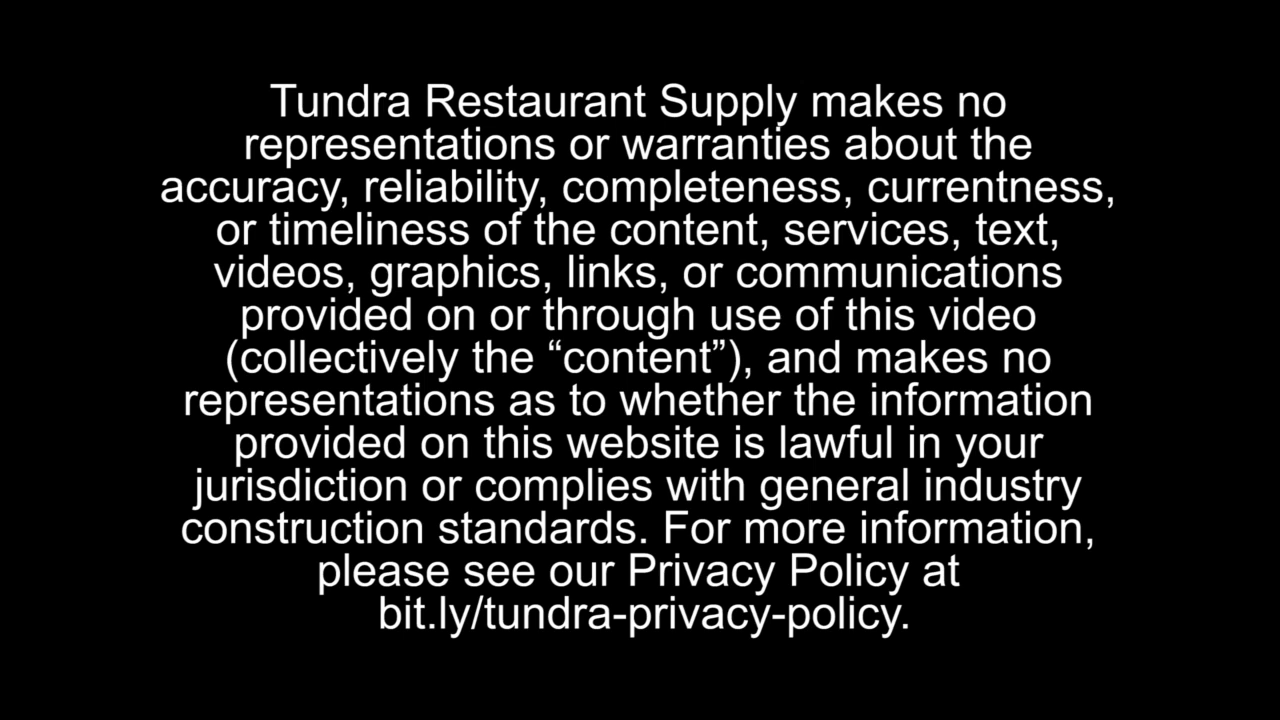 Tundra Restaurant Supply makes no
representations or warranties about the
accuracy, reliability, completeness, currentness,
or timeliness of the content, services, text,
videos, graphics, links, or communications
provided on or through use of this video
(collectively the “content”), and makes no
representations as to whether the information
provided on this website is lawful in your
jurisdiction or complies with general industry
construction standards. For more information,
please see our Privacy Policy at
bit.ly/tundra-privacy-policy.